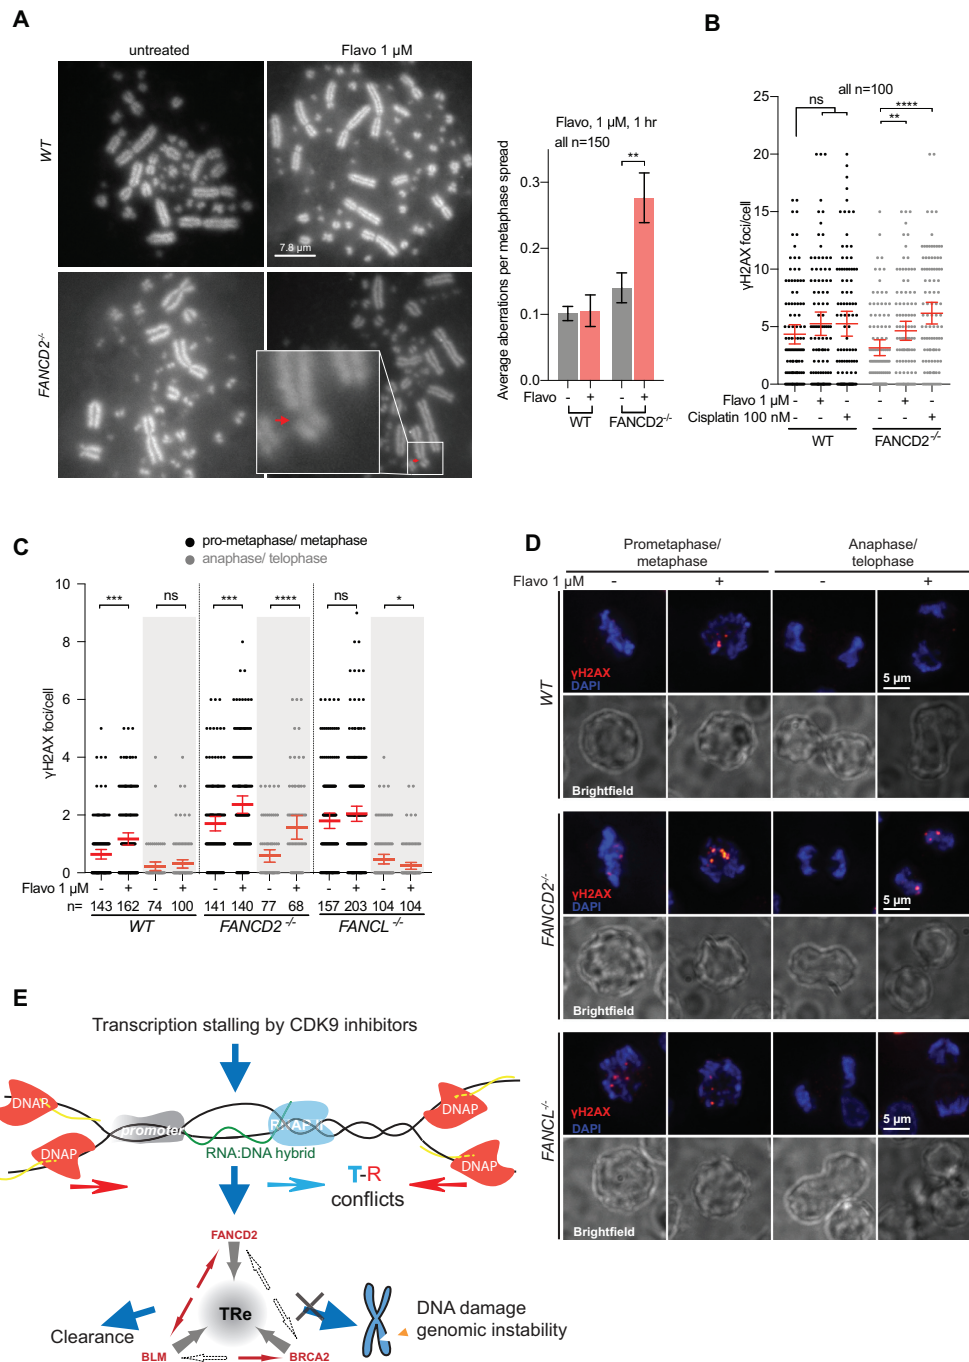 A
untreated
Flavo 1 µM
WT
7.8 µm
FANCD2-/-
Flavo, 1 µM, 1 hr
all n=150
**
Average aberrations per metaphase spread
0.3
0.2
0.1
0.0
Flavo
- + - +
WT
FANCD2-/-
B
all n=100
ns
****
**
γH2AX foci/cell
25
20
15
10
5
0
Flavo 1 µM - + - - + -
Cisplatin 100 nM - - + - - +
WT
FANCD2-/-
C
pro-metaphase/ metaphase
anaphase/ telophase
γH2AX foci/cell
10
8
6
4
2
0
*** ns *** **** ns *
Flavo 1 µM - + - + - + - + - + - +
n= 143 162 74 100 141 140 77 68 157 203 104 104
WT
FANCD2 -/-
FANCL -/-
D
Prometaphase/
metaphase
Anaphase/
telophase
Flavo 1 µM - + - +
WT
γH2AX
DAPI
5 µm
Brightfield
FANCD2-/-
γH2AX
DAPI
5 µm
Brightfield
FANCL-/-
γH2AX
DAPI
5 µm
Brightfield
E
Transcription stalling by CDK9 inhibitors
DNAP
DNAP
promoter
RNA:DNA hybrid
DNAP
DNAP
T-R
conflicts
FANCD2
TRe
BLM
BRCA2
Clearance
DNA damage
genomic instability